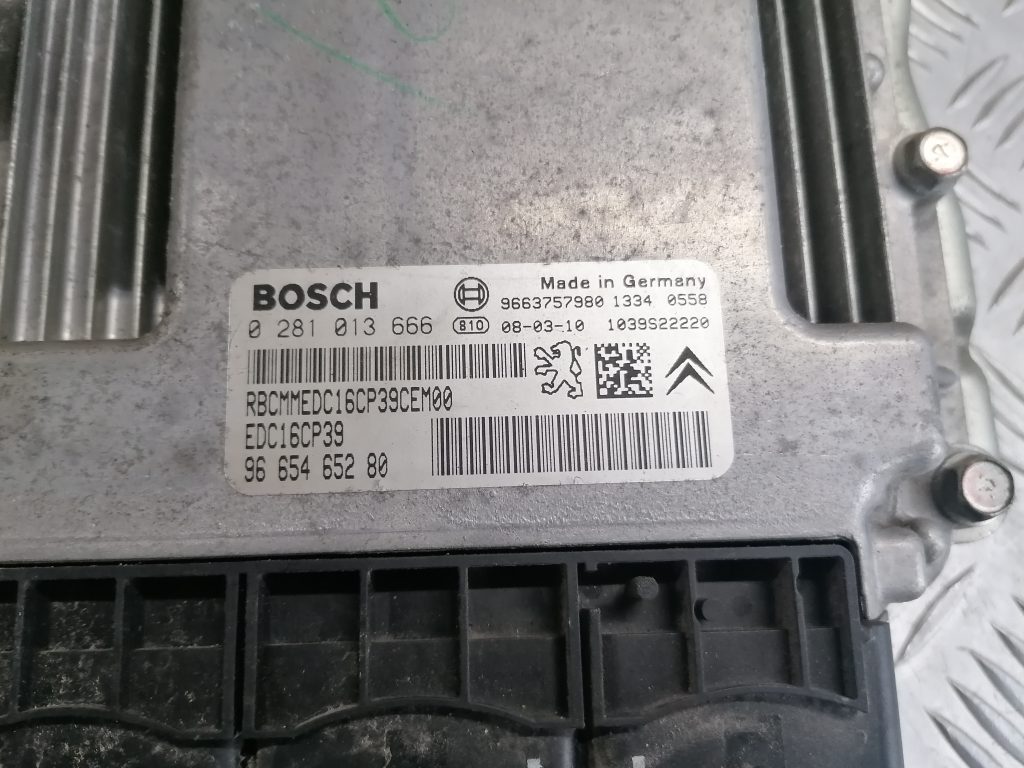 BOSCH
Made in Germany
9663757980 1334 0558
0 281 013 666 810 08-03-10 1039S22220
RBCMMEDC16CP39CEM00
EDC16CP39
96 654 652 80